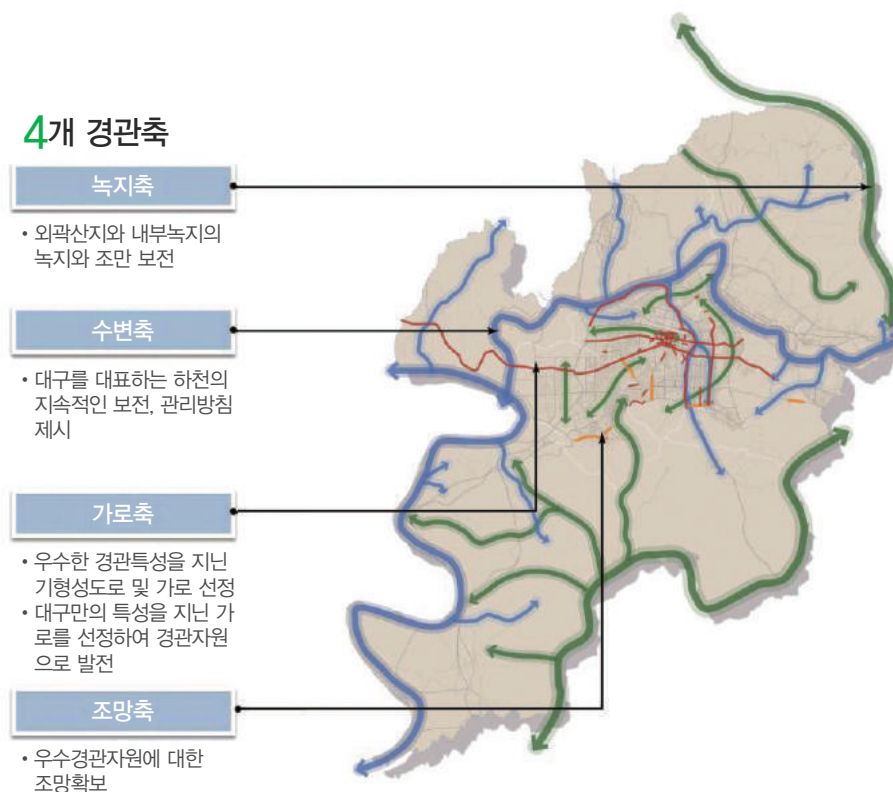 4개 경관축
녹지축
• 외곽산지와 내부녹지의
녹지와 조만 보전
수변축
• 대구를 대표하는 하천의
지속적인 보전, 관리방침
제시
가로축
• 우수한 경관특성을 지닌
기형성도로 및 가로 선정
• 대구만의 특성을 지닌 가
로를 선정하여 경관자원
으로 발전
조망축
• 우수경관자원에 대한
조망확보